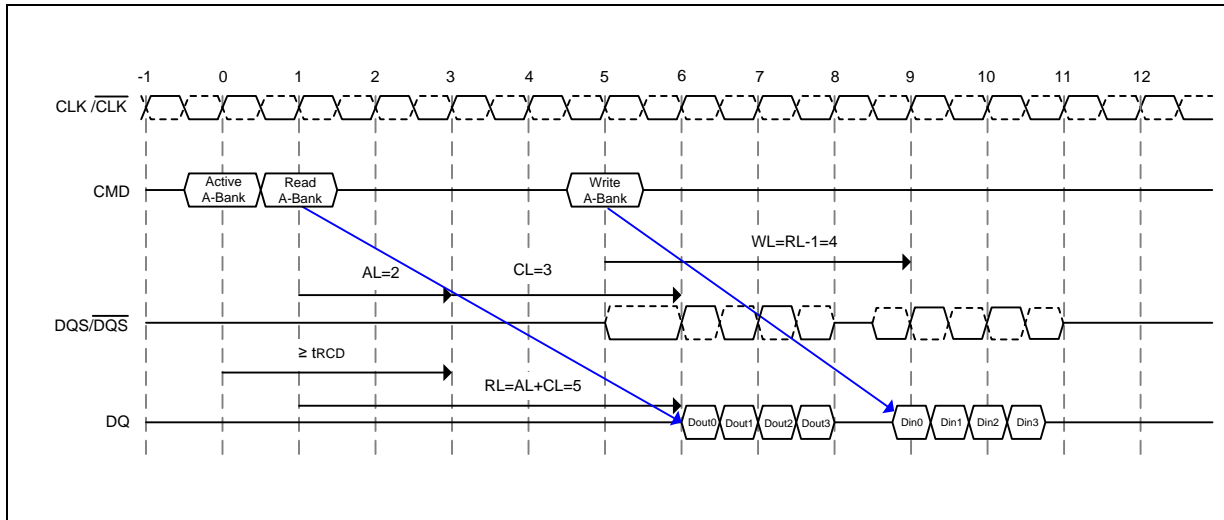 -1 0 1 2 3 4 5 6 7 8 9 10 11 12
CLK /C̅L̅K̅
CMD
Active
A-Bank
Read
A-Bank
Write
A-Bank
WL=RL-1=4
AL=2
CL=3
DQS/D̅Q̅S̅
≥ tRCD
RL=AL+CL=5
DQ
Dout0 Dout1 Dout2 Dout3 Din0 Din1 Din2 Din3